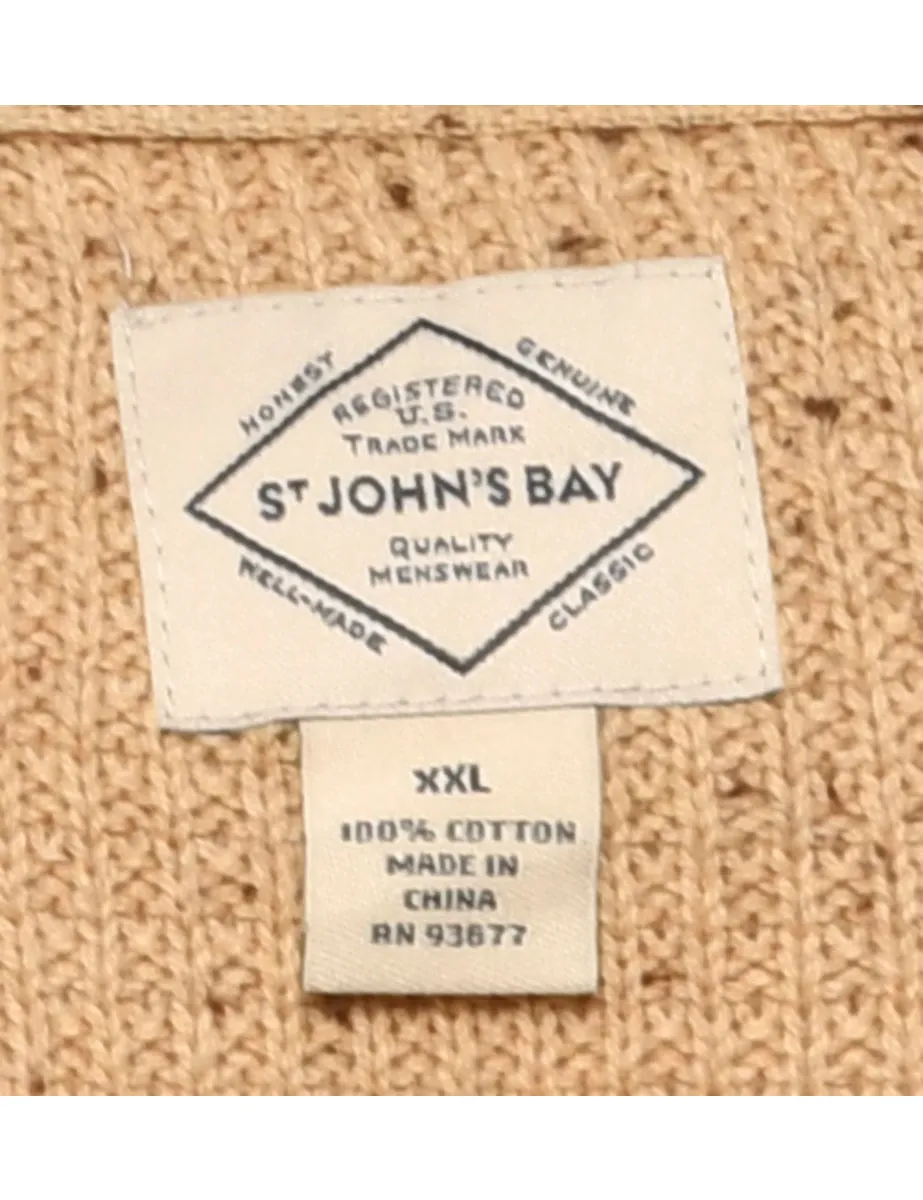 HONEST
GENUINE
REGISTERED
U.S.
TRADE MARK
ST JOHN'S BAY
QUALITY
MENSWEAR
WELL-MADE
CLASSIC
XXL
100% COTTON
MADE IN
CHINA
RN 93677